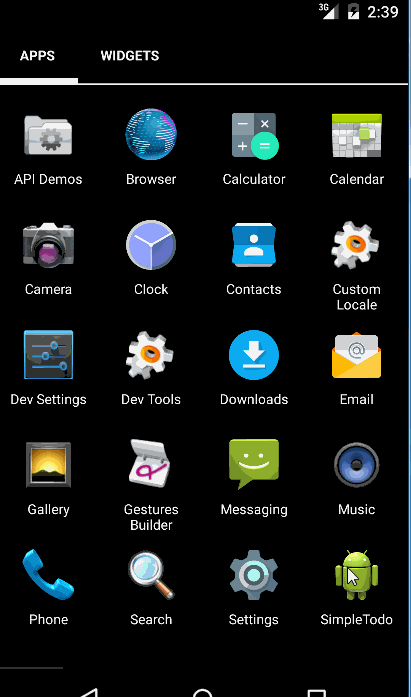 3G 2:39
APPS WIDGETS
API Demos Browser Calculator Calendar
Camera Clock Contacts Custom
Locale
Dev Settings Dev Tools Downloads Email
Gallery Gestures Messaging Music
Builder
Phone Search Settings SimpleTodo